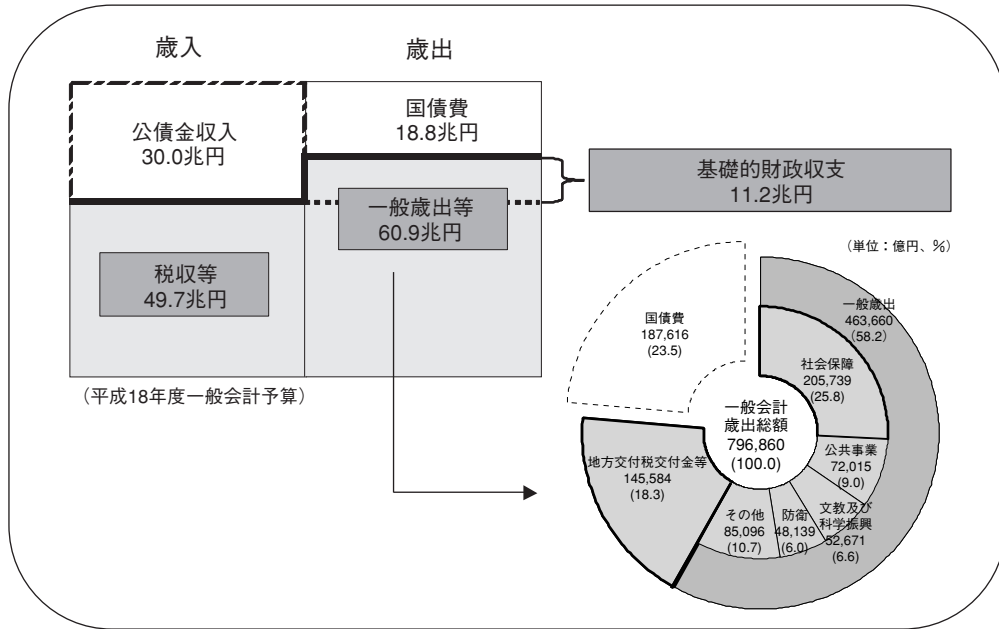 歳入
歳出
公債金収入
30.0兆円
国債費
18.8兆円
基礎的財政収支
11.2兆円
一般歳出等
60.9兆円
税収等
49.7兆円
(平成18年度一般会計予算)
(単位：億円、%)
一般歳出
463,660
(58.2)
国債費
187,616
(23.5)
社会保障
205,739
(25.8)
一般会計
歳出総額
796,860
(100.0)
公共事業
72,015
(9.0)
地方交付税交付金等
145,584
(18.3)
その他
85,096
(10.7)
防衛
48,139
(6.0)
文教及び
科学振興
52,671
(6.6)